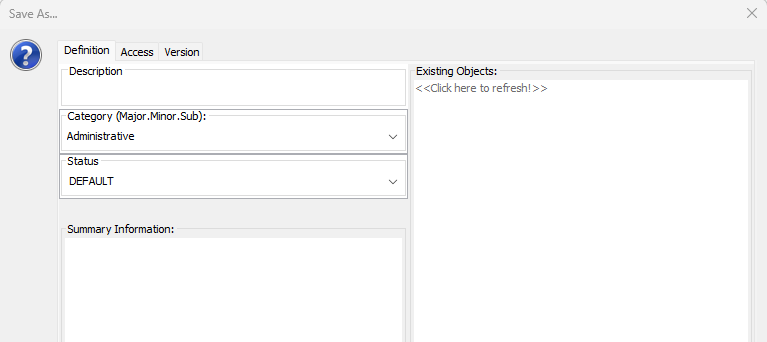 Save As...
Definition
Access
Version
Description
Category (Major.Minor.Sub):
Administrative
Status
DEFAULT
Summary Information:
Existing Objects:
<<Click here to refresh!>>